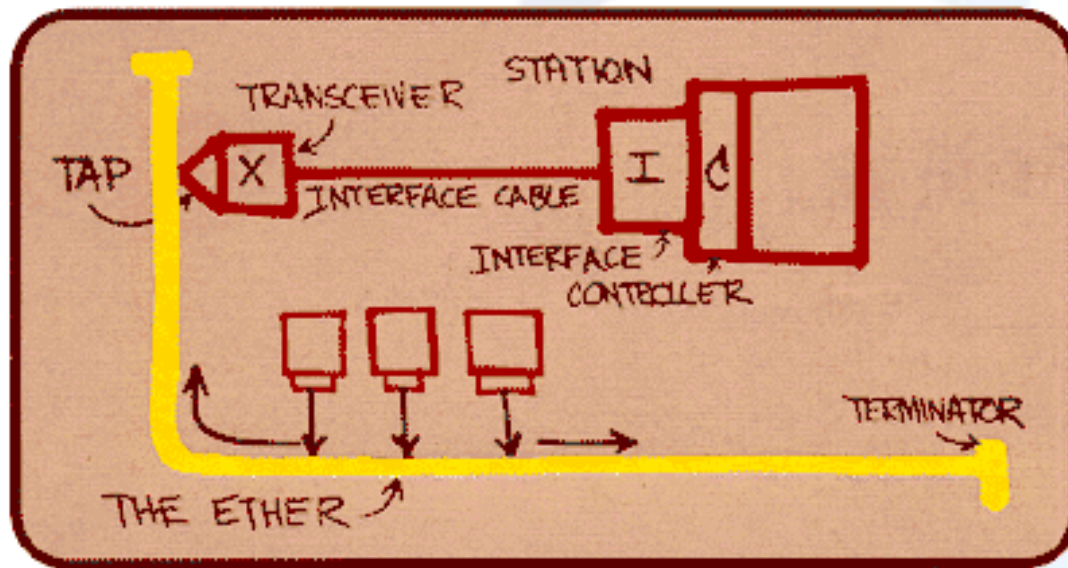 STATION
TRANSCEIVER
TAP
X
I
C
INTERFACE CABLE
INTERFACE
CONTROLLER
TERMINATOR
THE ETHER